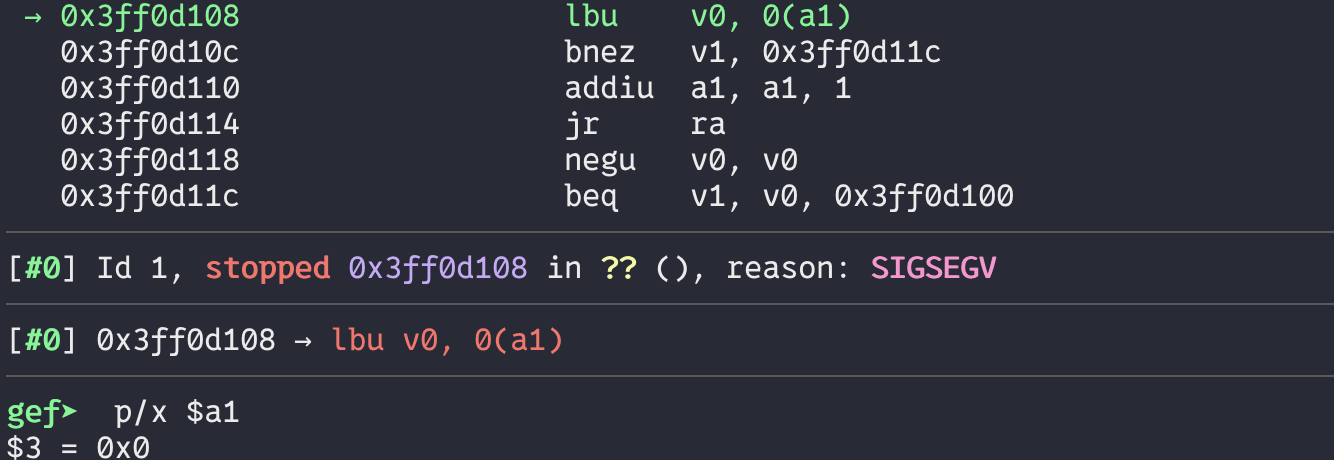 → 0x3ff0d108 lbu v0, 0(a1)
0x3ff0d10c bnez v1, 0x3ff0d11c
0x3ff0d110 addiu a1, a1, 1
0x3ff0d114 jr ra
0x3ff0d118 negu v0, v0
0x3ff0d11c beq v1, v0, 0x3ff0d100
[#0] Id 1, stopped 0x3ff0d108 in ?? (), reason: SIGSEGV
[#0] 0x3ff0d108 → lbu v0, 0(a1)
gef➤ p/x $a1
$3 = 0x0